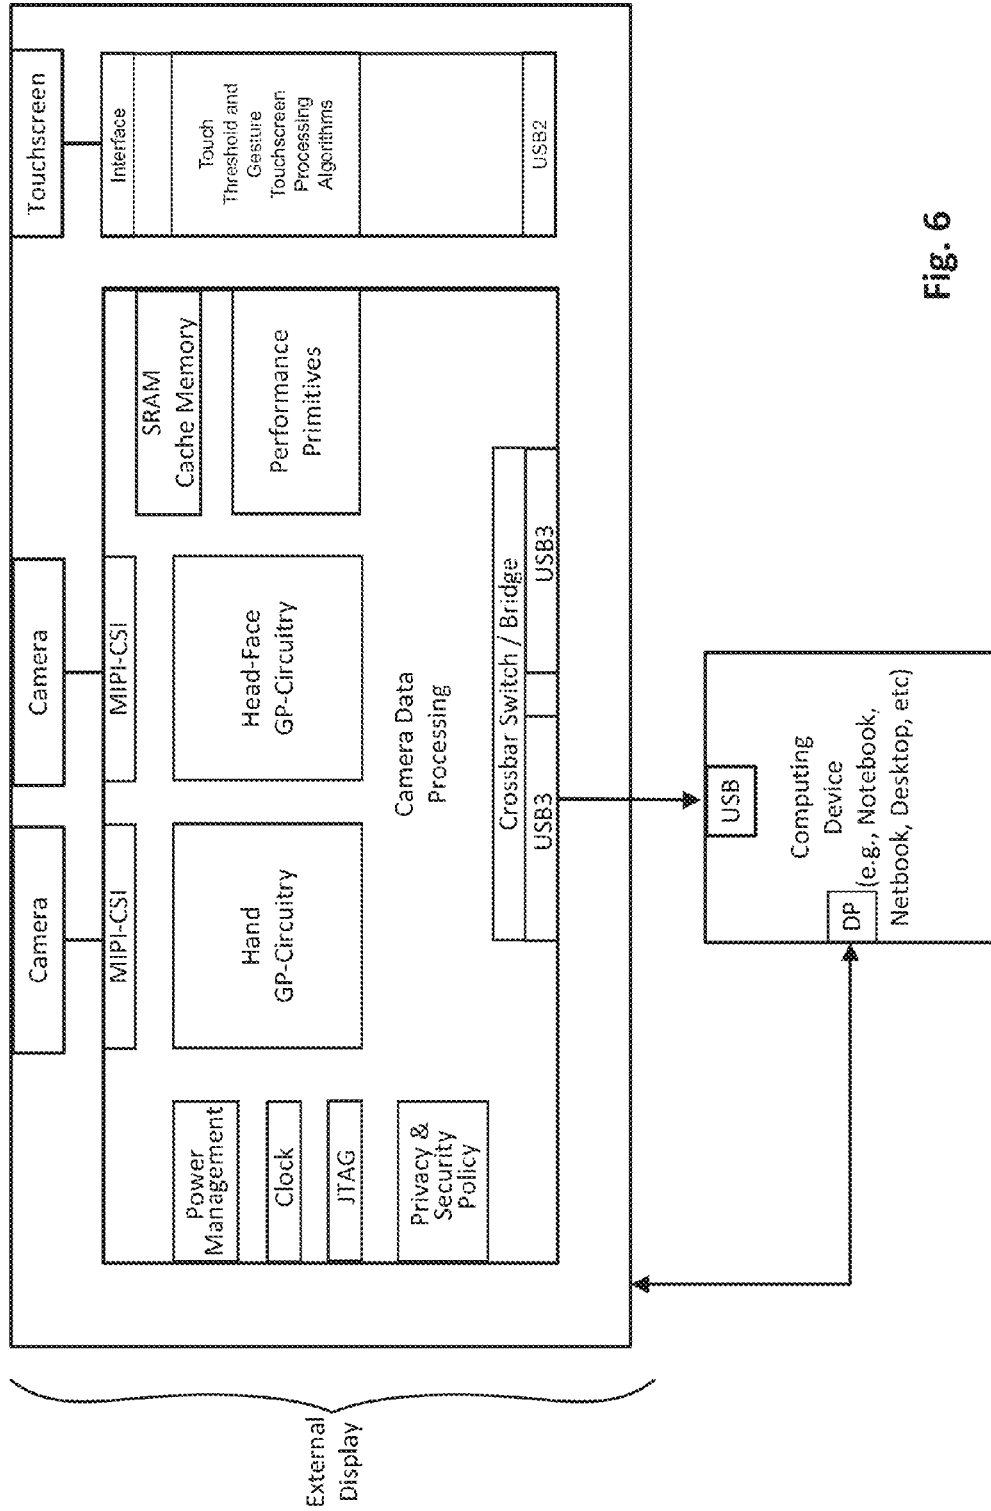 External
Display
Camera
Camera
Touchscreen
MIPI-CSI
MIPI-CSI
Interface
Power
Management
Clock
JTAG
Privacy &
Security
Policy
Hand
GP-Circuitry
Head-Face
GP-Circuitry
SRAM
Cache Memory
Performance
Primitives
Touch
Threshold and
Gesture
Touchscreen
Processing
Algorithms
Camera Data
Processing
Crossbar Switch / Bridge
USB3
USB3
USB2
USB
DP
Computing
Device
(e.g., Notebook,
Netbook, Desktop, etc)
Fig. 6